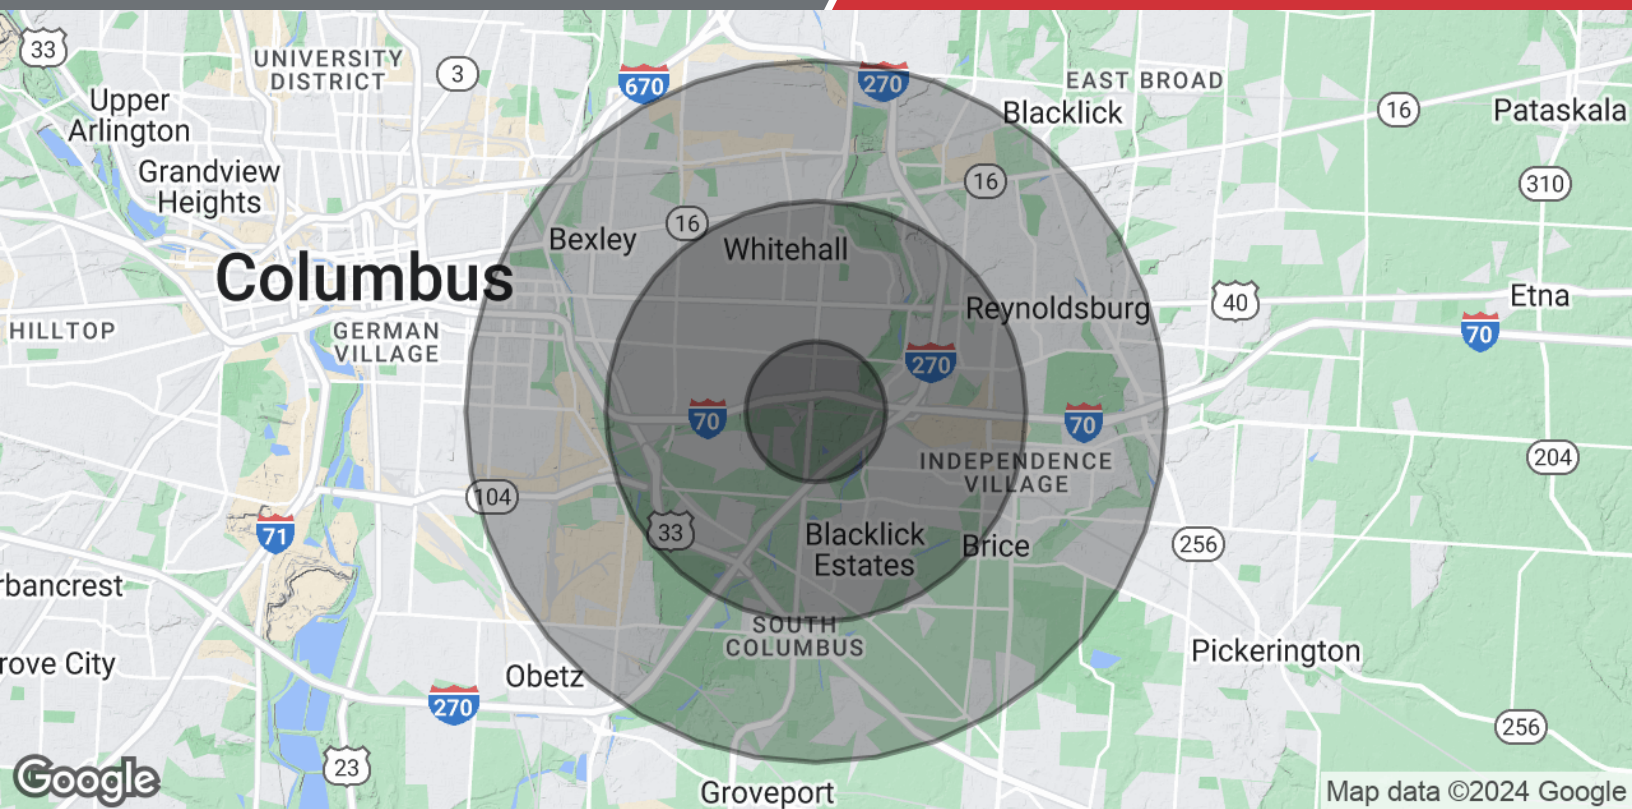 33
UNIVERSITY
DISTRICT
3
670
270
EAST BROAD
Upper
Arlington
Blacklick
16
Pataskala
Grandview
Heights
16
310
Bexley
16
Whitehall
Columbus
Reynoldsburg
40
Etna
HILLTOP
GERMAN
VILLAGE
270
70
70
70
INDEPENDENCE
VILLAGE
204
104
71
33
Blacklick
Estates
Brice
256
rbancrest
SOUTH
COLUMBUS
Pickerington
rove City
Obetz
270
256
23
Google
Groveport
Map data ©2024 Google